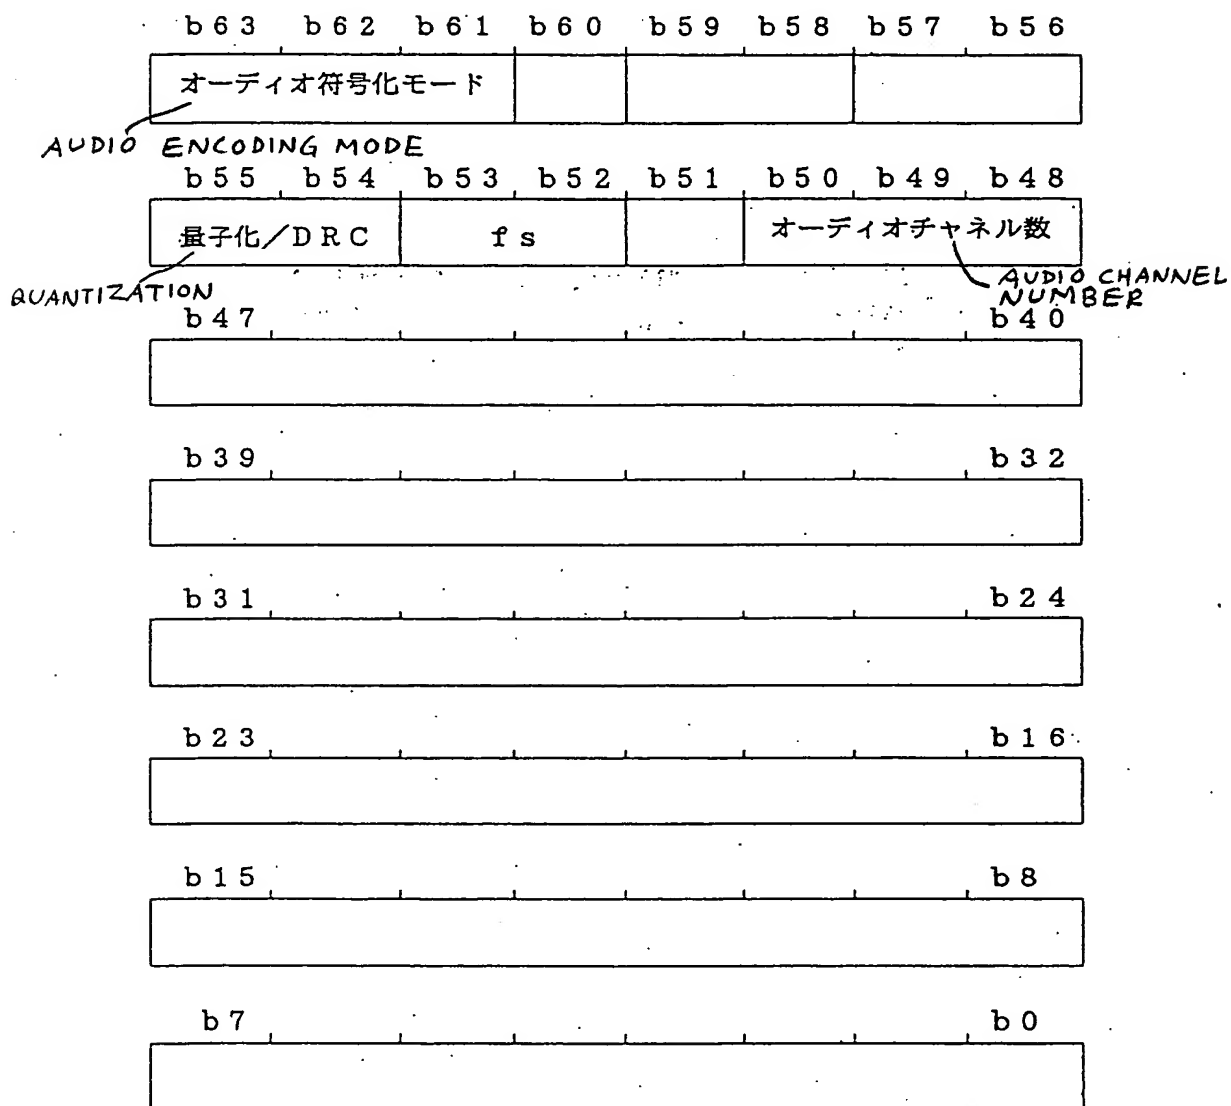 b63 b62 b61 b60 b59 b58 b57 b56
オーディオ符号化モード
AUDIO ENCODING MODE
b55 b54 b53 b52 b51 b50 b49 b48
量子化／DRC fs オーディオチャネル数
QUANTIZATION
AUDIO CHANNEL
NUMBER
b47 b40
b39 b32
b31 b24
b23 b16
b15 b8
b7 b0